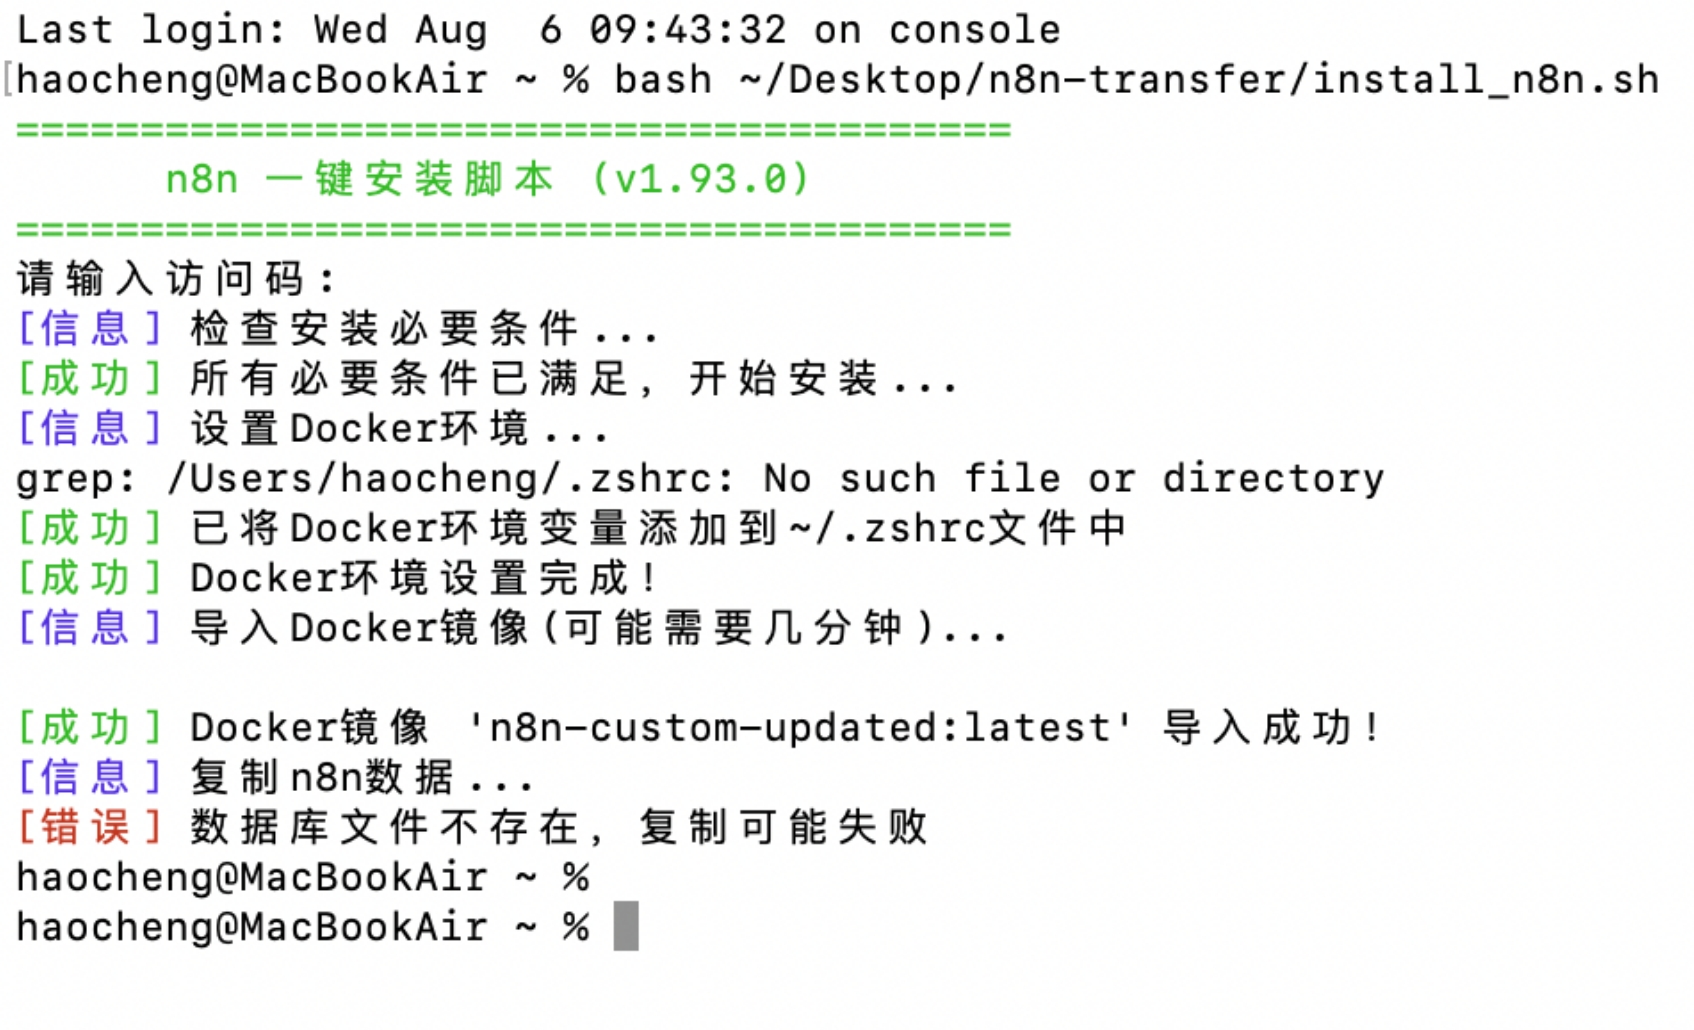 Last login: Wed Aug  6 09:43:32 on console
[haocheng@MacBookAir ~ % bash ~/Desktop/n8n-transfer/install_n8n.sh
========================================
      n8n 一键安装脚本 (v1.93.0)
========================================
请输入访问码:
[信息] 检查安装必要条件...
[成功] 所有必要条件已满足, 开始安装...
[信息] 设置Docker环境...
grep: /Users/haocheng/.zshrc: No such file or directory
[成功] 已将Docker环境变量添加到~/.zshrc文件中
[成功] Docker环境设置完成!
[信息] 导入Docker镜像(可能需要几分钟)...
[成功] Docker镜像 'n8n-custom-updated:latest' 导入成功!
[信息] 复制n8n数据...
[错误] 数据库文件不存在, 复制可能失败
haocheng@MacBookAir ~ %
haocheng@MacBookAir ~ %